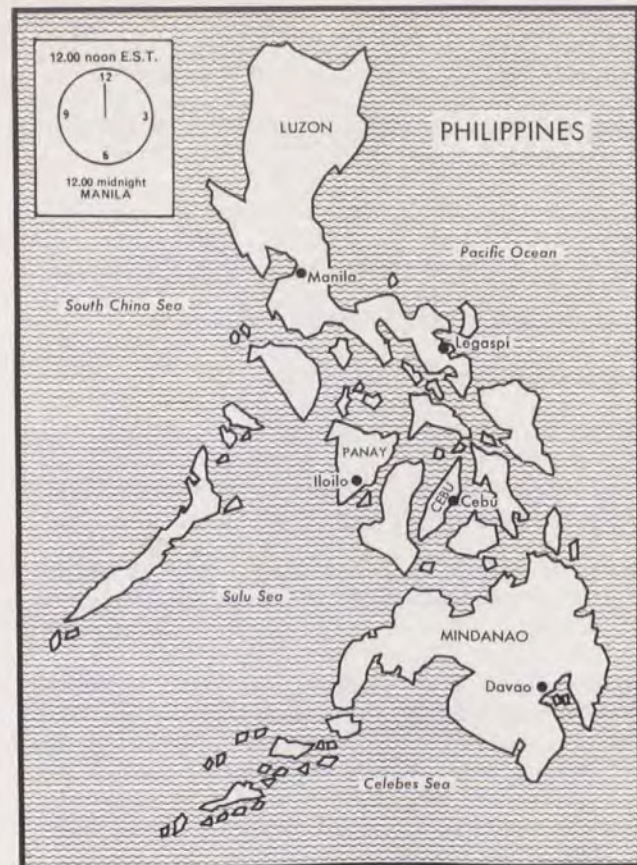 12.00 noon E.S.T.
12
9
3
6
12.00 midnight
MANILA
LUZON
PHILIPPINES
Pacific Ocean
Manila
South China Sea
Legaspi
PANAY
Iloilo
CEBU
Cebú
Sulu Sea
MINDANAO
Davao
Celebes Sea